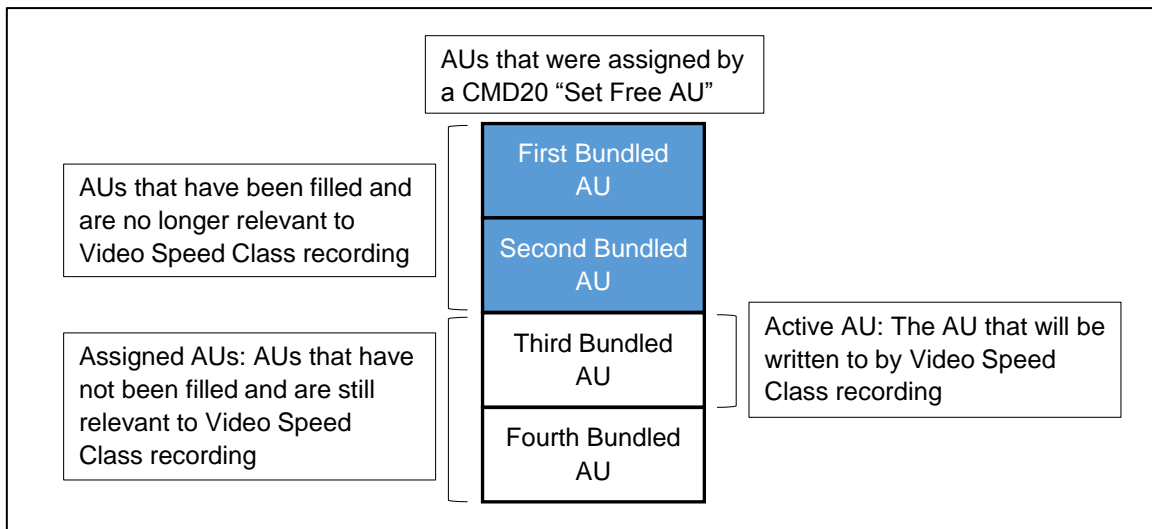 AUs that were assigned by
a CMD20 “Set Free AU”
First Bundled
AU
AUs that have been filled and
are no longer relevant to
Video Speed Class recording
Second Bundled
AU
Third Bundled
AU
Active AU: The AU that will be
written to by Video Speed
Class recording
Assigned AUs: AUs that have
not been filled and are still
relevant to Video Speed
Class recording
Fourth Bundled
AU